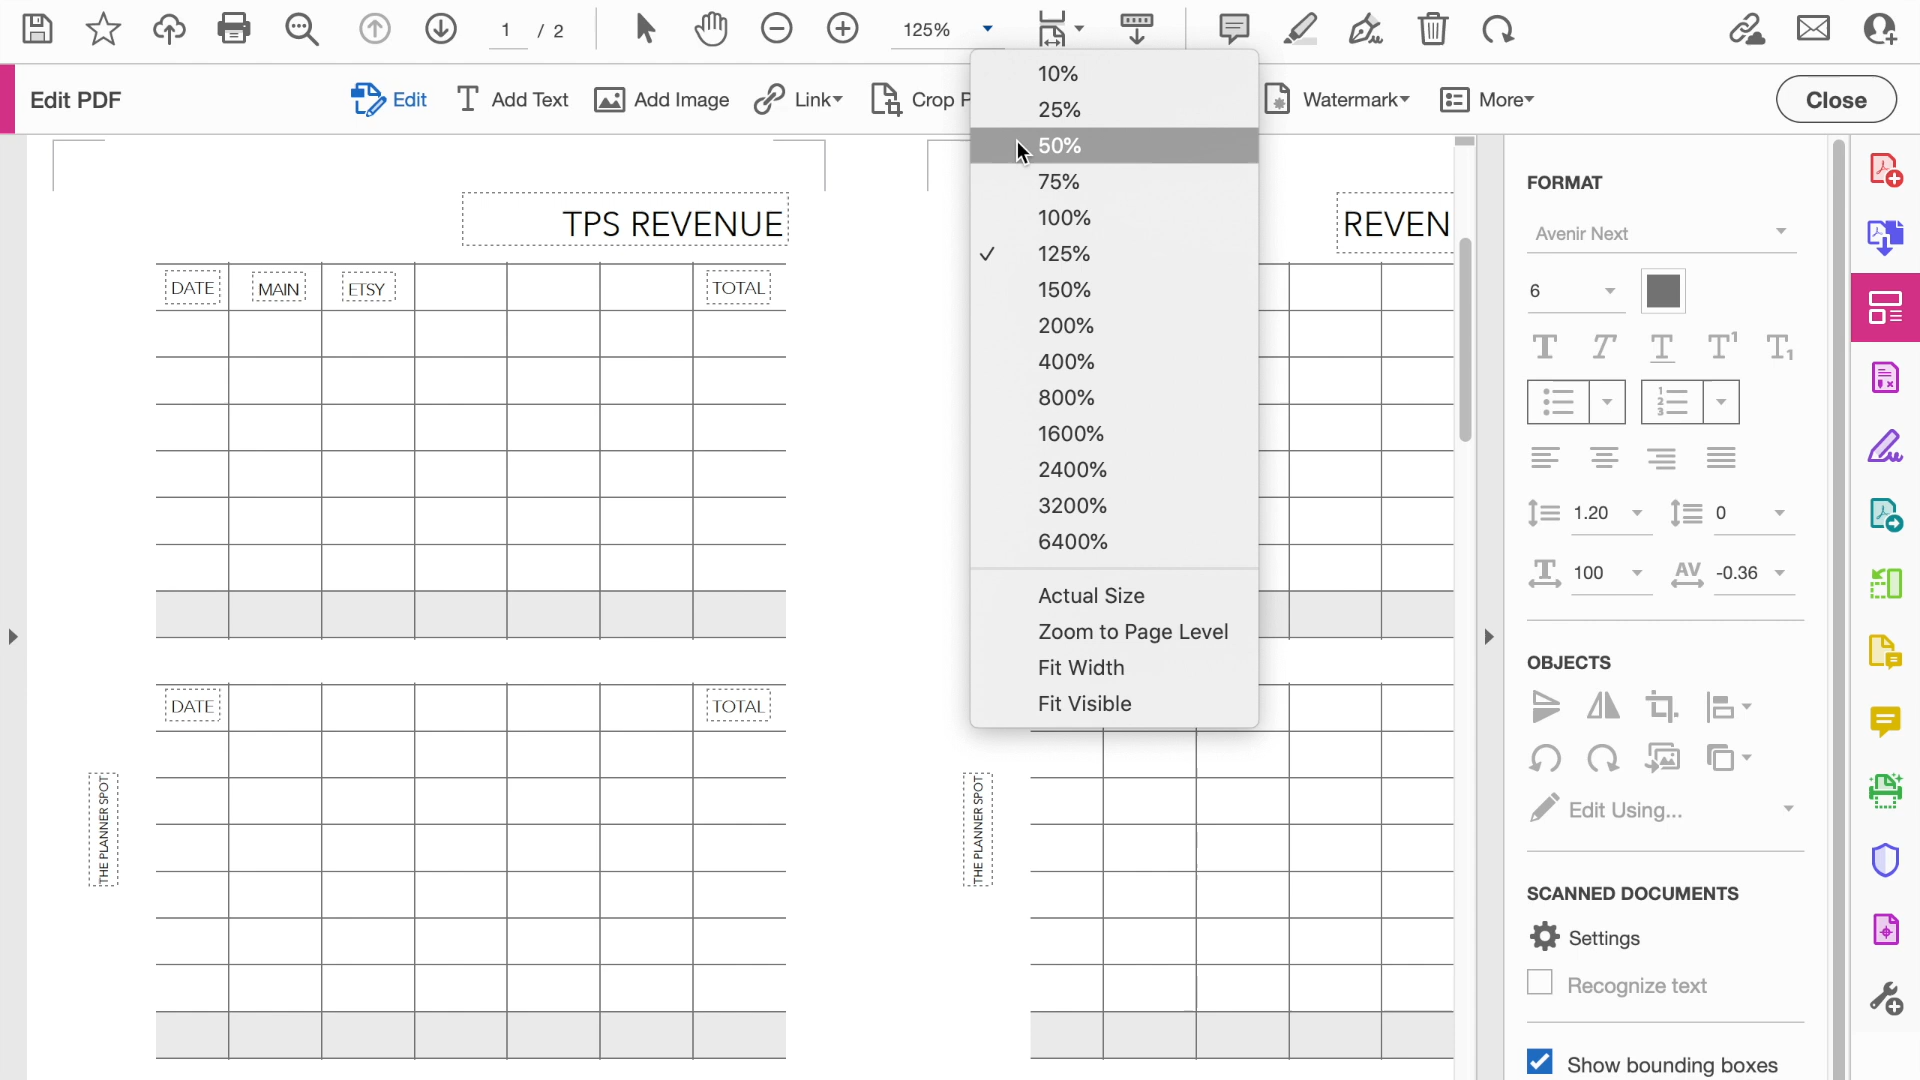 1 / 2
125%
Edit PDF
Edit
Add Text
Add Image
Link
Crop P
Watermark
More
Close
10%
25%
50%
75%
100%
125%
150%
200%
400%
800%
1600%
2400%
3200%
6400%
Actual Size
Zoom to Page Level
Fit Width
Fit Visible
TPS REVENUE
DATE MAIN ETSY TOTAL
DATE TOTAL
THE PLANNER SPOT
REVEN
THE PLANNER SPOT
FORMAT
Avenir Next
6
1.20
0
100
-0.36
OBJECTS
Edit Using...
SCANNED DOCUMENTS
Settings
Recognize text
Show bounding boxes